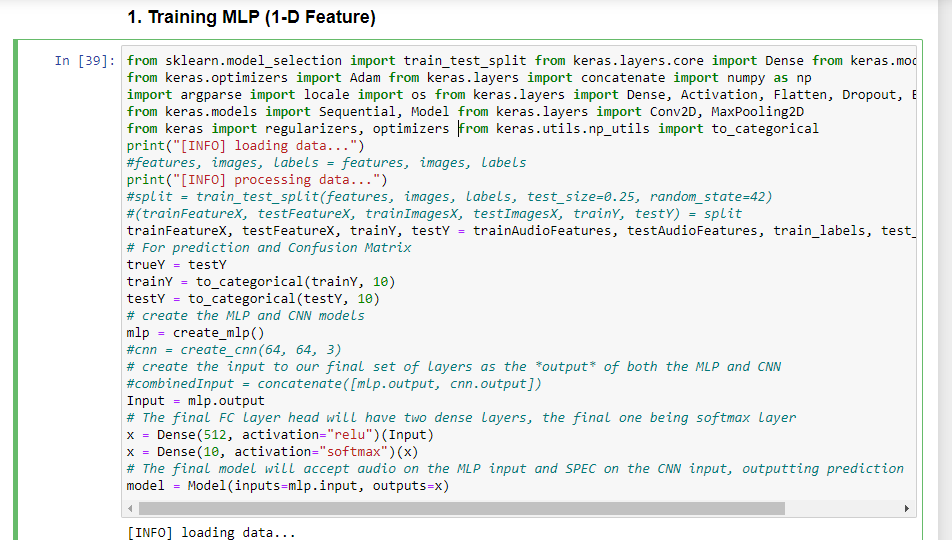 1. Training MLP (1-D Feature)
In [39]: from sklearn.model_selection import train_test_split from keras.layers.core import Dense from keras.mod
from keras.optimizers import Adam from keras.layers import concatenate import numpy as np
import argparse import locale import os from keras.layers import Dense, Activation, Flatten, Dropout,
from keras.models import Sequential, Model from keras.layers import Conv2D, MaxPooling2D
from keras import regularizers, optimizers from keras.utils.np_utils import to_categorical
print("[INFO] loading data...")
#features, images, labels = features, images, labels
print("[INFO] processing data...")
#split = train_test_split(features, images, labels, test_size=0.25, random_state=42)
#(trainFeatureX, testFeatureX, trainImagesX, testImagesX, trainY, testY) = split
trainFeatureX, testFeatureX, trainY, testY = trainAudioFeatures, testAudioFeatures, train_labels, test_
# For prediction and Confusion Matrix
trueY = testY
trainY = to_categorical(trainY, 10)
testY = to_categorical(testY, 10)
# create the MLP and CNN models
mlp = create_mlp()
#cnn = create_cnn(64, 64, 3)
# create the input to our final set of layers as the *output* of both the MLP and CNN
#combinedInput = concatenate([mlp.output, cnn.output])
Input = mlp.output
# The final FC layer head will have two dense layers, the final one being softmax layer
x = Dense(512, activation="relu")(Input)
x = Dense(10, activation="softmax")(x)
# The final model will accept audio on the MLP input and SPEC on the CNN input, outputting prediction
model = Model(inputs=mlp.input, outputs=x)
[INFO] loading data...